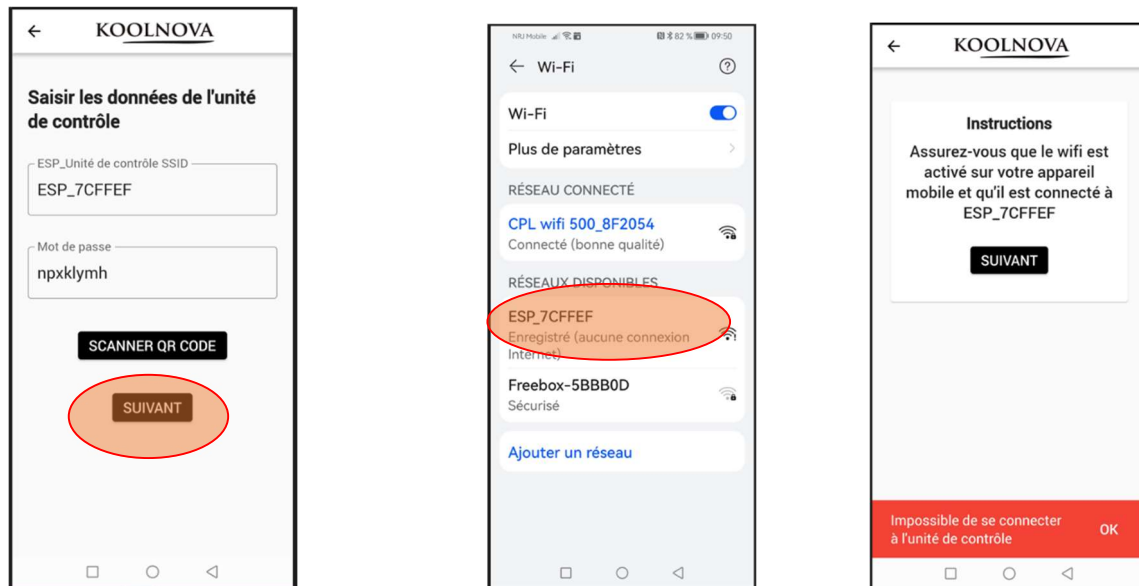 KOOLNOVA
Saisir les données de l'unité
de contrôle
ESP_Unité de contrôle SSID
ESP_7CFFEF
Mot de passe
npxklymh
SCANNER QR CODE
SUIVANT
NRJ Mobile
82 %
09:50
Wi-Fi
Wi-Fi
Plus de paramètres
RÉSEAU CONNECTÉ
CPL wifi 500_8F2054
Connecté (bonne qualité)
RÉSEAUX DISPONIBLES
ESP_7CFFEF
Enregistré (aucune connexion
Internet)
Freebox-5BBB0D
Sécurisé
Ajouter un réseau
KOOLNOVA
Instructions
Assurez-vous que le wifi est
activé sur votre appareil
mobile et qu'il est connecté à
ESP_7CFFEF
SUIVANT
Impossible de se connecter
à l'unité de contrôle
OK